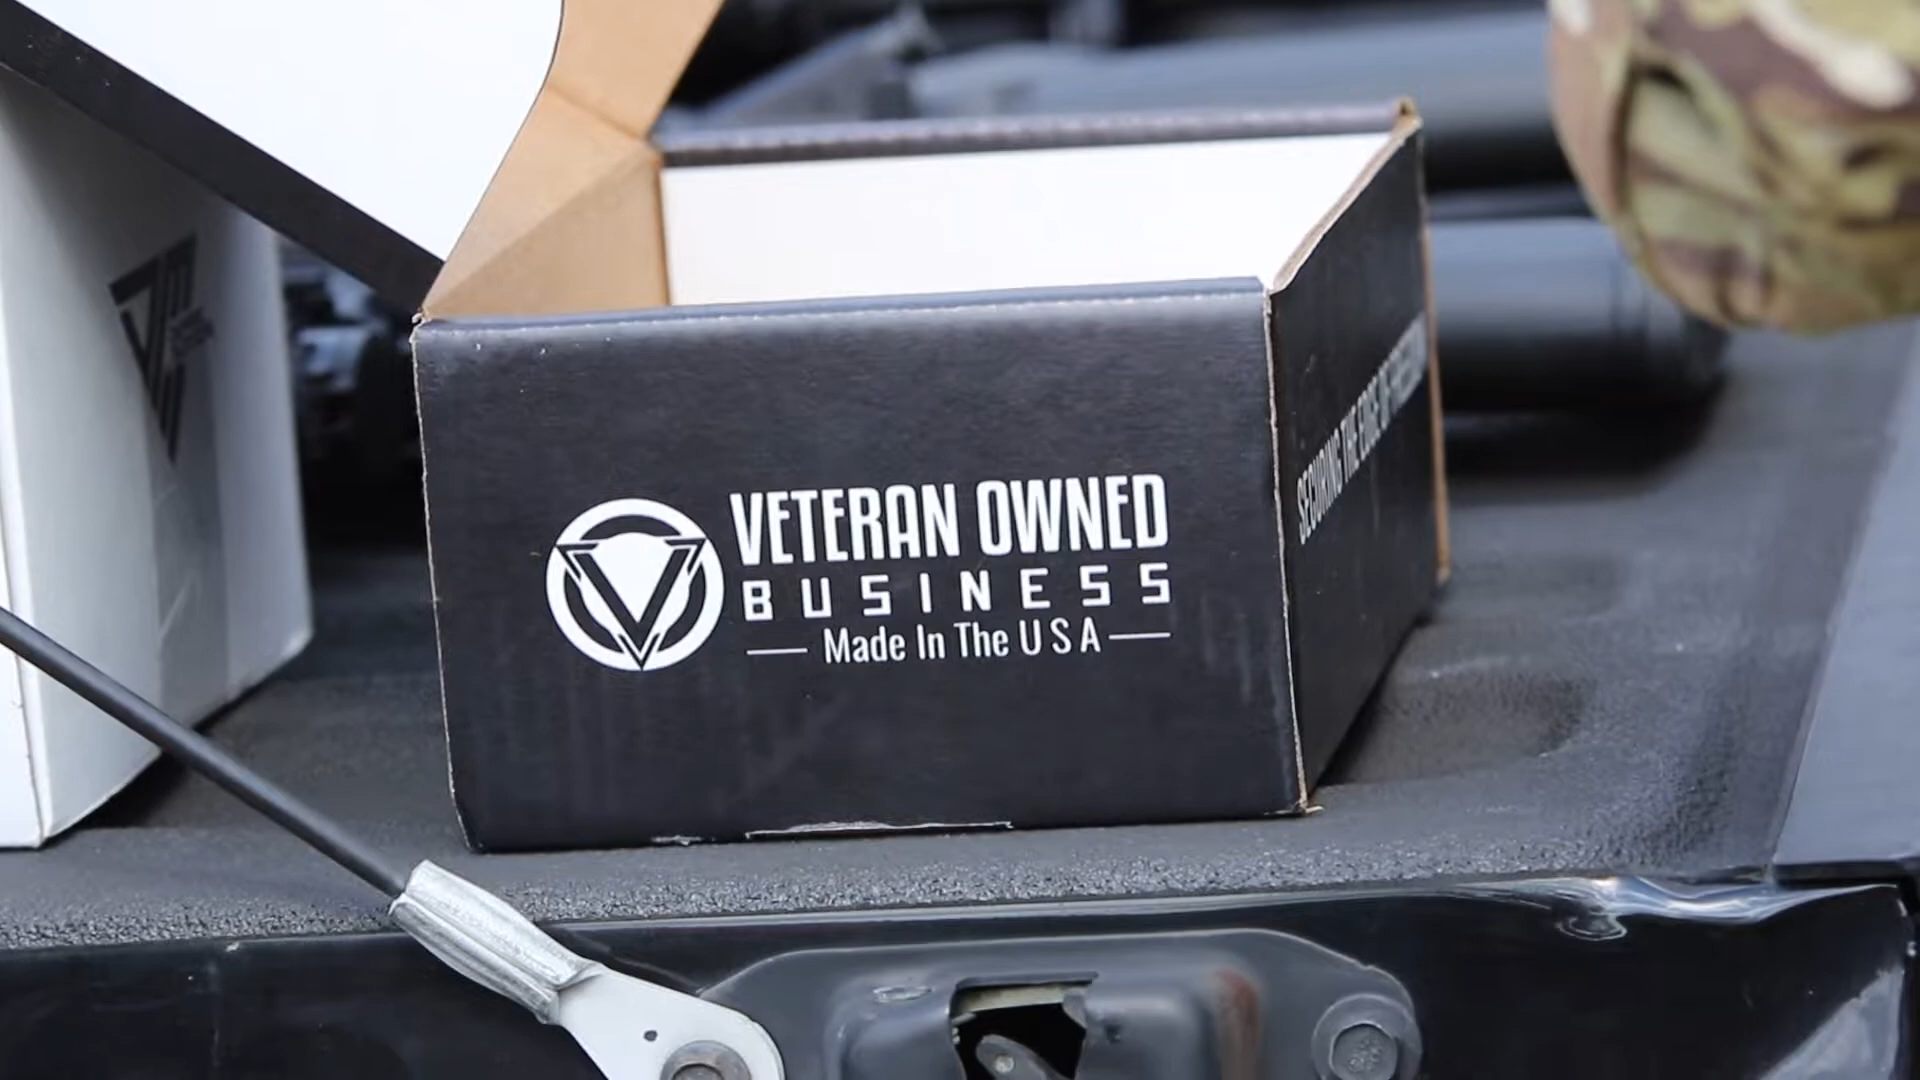 VETERAN OWNED
BUSINESS
Made In The USA
SECURING THE EDGE OF FREEDOM